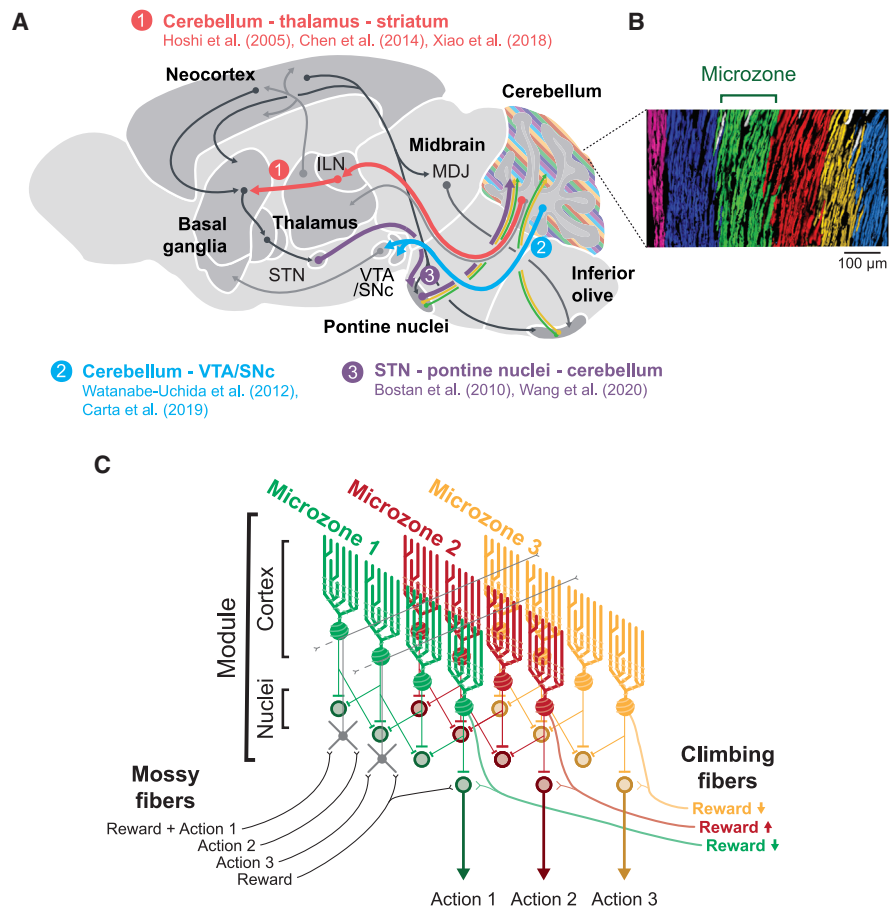 A
1 Cerebellum - thalamus - striatum
Hoshi et al. (2005), Chen et al. (2014), Xiao et al. (2018)
B
Neocortex
Cerebellum
Microzone
Midbrain
1
ILN
MDJ
Basal
ganglia
Thalamus
2
100 µm
STN
VTA
/SNc
3
Inferior
olive
Pontine nuclei
2 Cerebellum - VTA/SNc
Watanabe-Uchida et al. (2012),
Carta et al. (2019)
3 STN - pontine nuclei - cerebellum
Bostan et al. (2010), Wang et al. (2020)
C
Microzone 1
Microzone 2
Microzone 3
Module
Cortex
Nuclei
Mossy
fibers
Climbing
fibers
Reward + Action 1
Action 2
Action 3
Reward
Reward ↓
Reward ↑
Reward ↓
Action 1 Action 2 Action 3